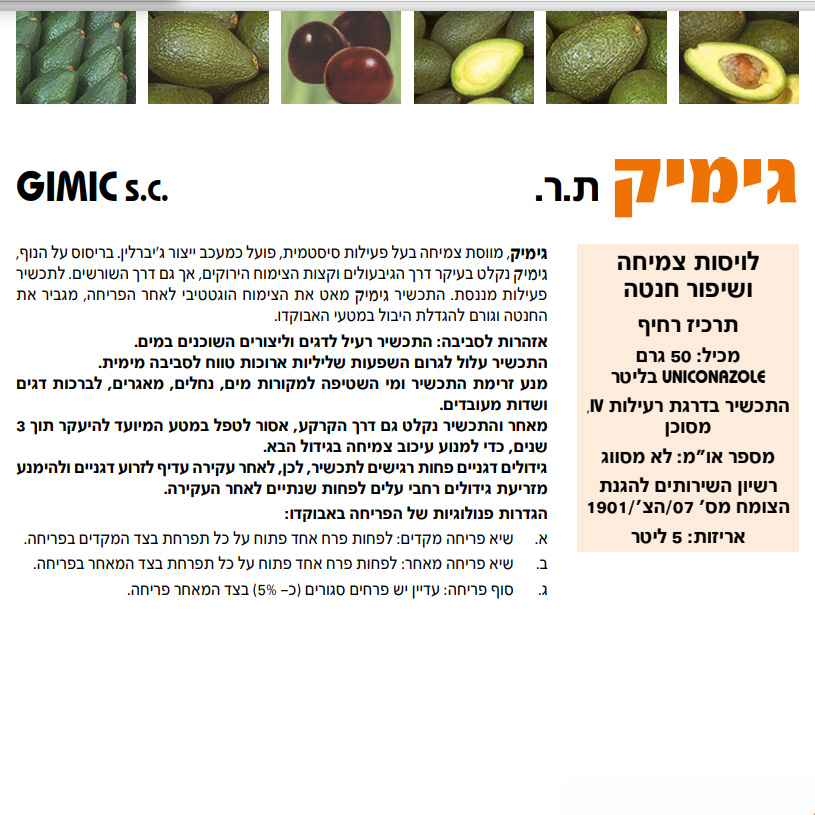 גימיק ת.ר.
GIMIC S.C.
לויסות צמיחה
ושיפור חנטה
תרכיז רחיף
מכיל: 50 גרם
UNICONAZOLE בליטר
התכשיר בדרגת רעילות IV,
מסוכן
מספר או״מ: לא מסווג
רשיון השירותים להגנת
הצומח מס׳ 07/הצ׳/1901
אריזות: 5 ליטר
גימיק, מווסת צמיחה בעל פעילות סיסטמית, פועל כמעכב ייצור ג׳יברלין. בריסוס על הנוף,
גימיק נקלט בעיקר דרך הגיבעולים וקצות הצימוח הירוקים, אך גם דרך השורשים. לתכשיר
פעילות מננסת. התכשיר גימיק מאט את הצימוח הוגטטיבי לאחר הפריחה, מגביר את
החנטה וגורם להגדלת היבול במטעי האבוקדו.
אזהרות לסביבה: התכשיר רעיל לדגים וליצורים השוכנים במים.
התכשיר עלול לגרום השפעות שליליות ארוכות טווח לסביבה מימית.
מנע זרימת התכשיר ומי השטיפה למקורות מים, נחלים, מאגרים, לברכות דגים
ושדות מעובדים.
מאחר והתכשיר נקלט גם דרך הקרקע, אסור לטפל במטע המיועד להיעקר תוך 3
שנים, כדי למנוע עיכוב צמיחה בגידול הבא.
גידולים דגניים פחות רגישים לתכשיר, לכן, לאחר עקירה עדיף לזרוע דגניים ולהימנע
מזריעת גידולים רחבי עלים לפחות שנתיים לאחר העקירה.
הגדרות פנולוגיות של הפריחה באבוקדו:
א. שיא פריחה מקדים: לפחות פרח אחד פתוח על כל תפרחת בצד המקדים בפריחה.
ב. שיא פריחה מאחר: לפחות פרח אחד פתוח על כל תפרחת בצד המאחר בפריחה.
ג. סוף פריחה: עדיין יש פרחים סגורים (כ– 5%) בצד המאחר פריחה.